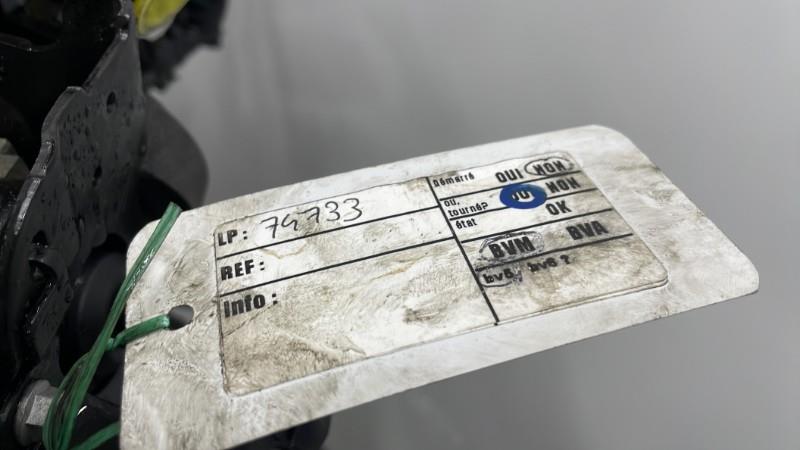 LP: 74733
REF:
info:
Démarré OUI NON
ou, tourné? OUI NON
état OK
BVM BVA
bv5, bv6?